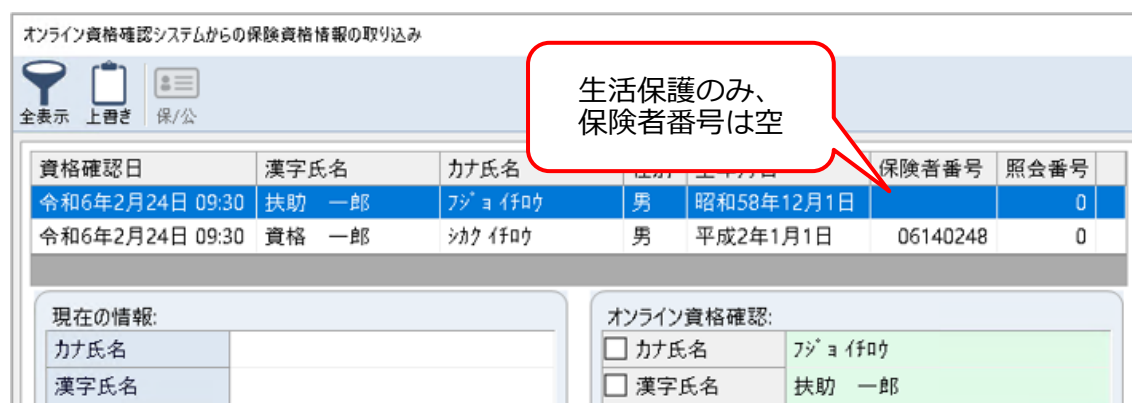 オンライン資格確認システムからの保険資格情報の取り込み
全表示 上書き 保/公
生活保護のみ、
保険者番号は空
資格確認日 漢字氏名 カナ氏名 保険者番号 照会番号
令和6年2月24日 09:30 扶助 一郎 フジョ イチロウ 男 昭和58年12月1日 0
令和6年2月24日 09:30 資格 一郎 シカク イチロウ 男 平成2年1月1日 06140248 0
現在の情報: オンライン資格確認:
カナ氏名 カナ氏名 フジョ イチロウ
漢字氏名 漢字氏名 扶助 一郎